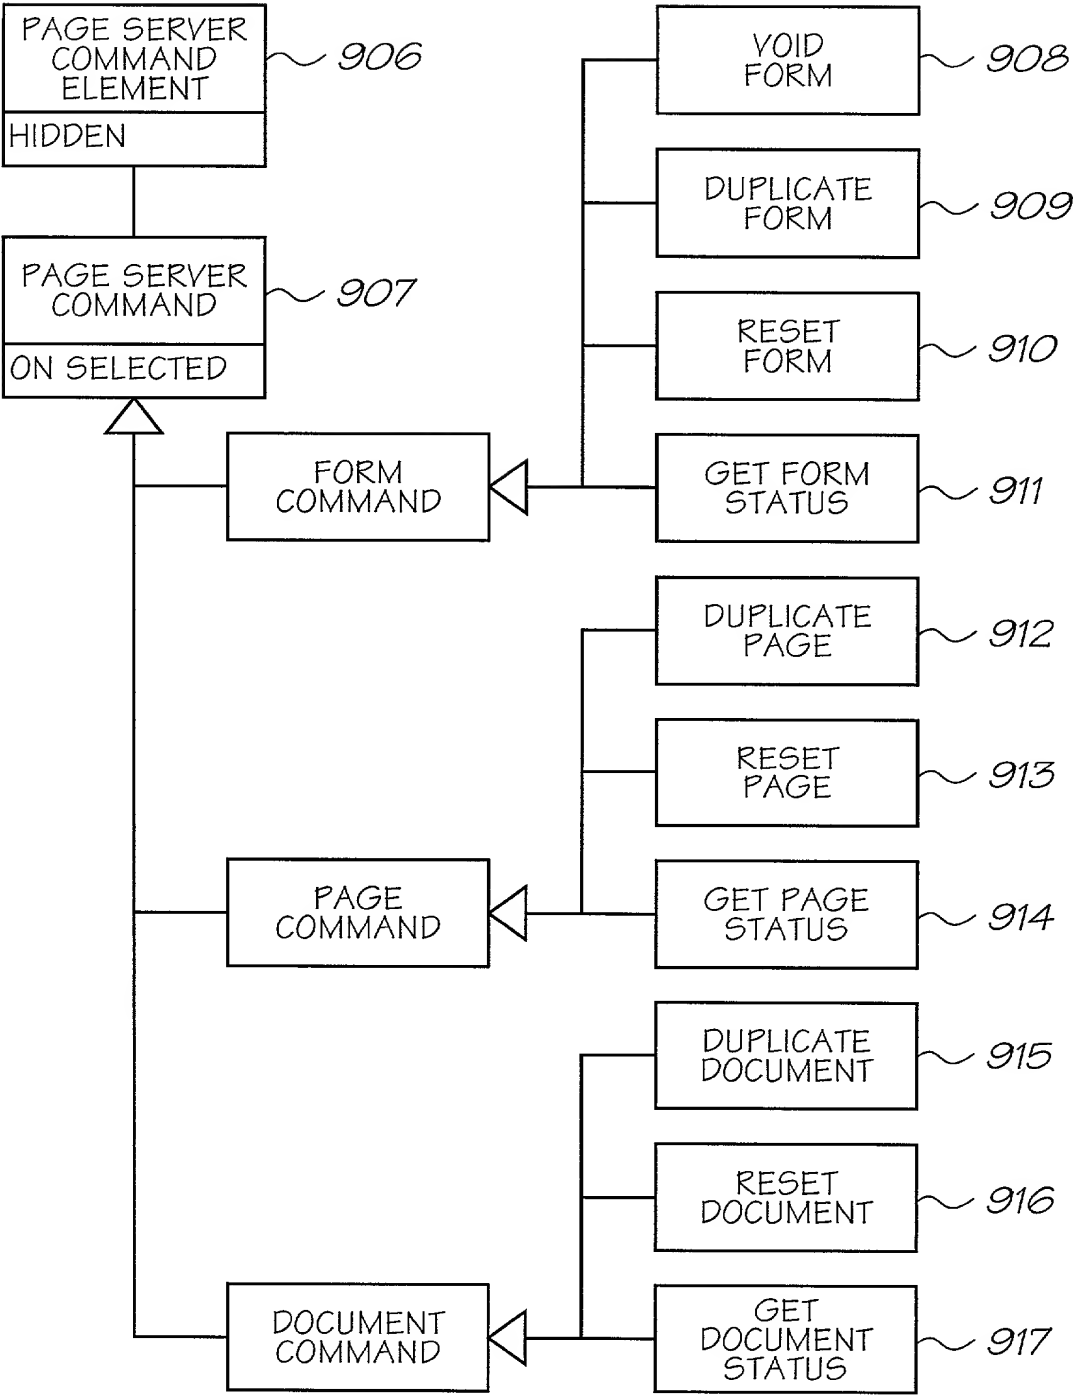 PAGE SERVER
COMMAND
ELEMENT
906
HIDDEN
PAGE SERVER
COMMAND
907
ON SELECTED
VOID
FORM
908
DUPLICATE
FORM
909
RESET
FORM
910
FORM
COMMAND
GET FORM
STATUS
911
DUPLICATE
PAGE
912
RESET
PAGE
913
PAGE
COMMAND
GET PAGE
STATUS
914
DUPLICATE
DOCUMENT
915
RESET
DOCUMENT
916
DOCUMENT
COMMAND
GET
DOCUMENT
STATUS
917